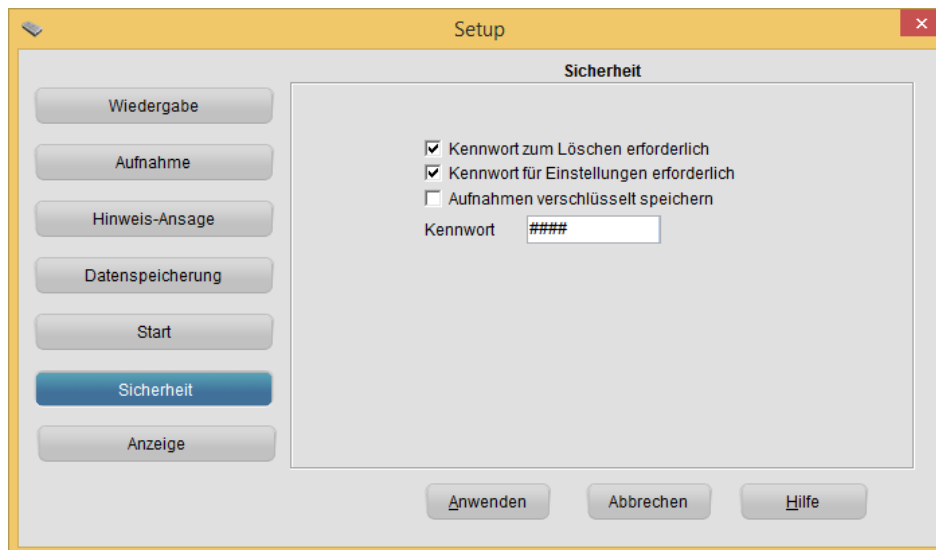 Setup
Sicherheit
Wiedergabe
Aufnahme
Hinweis-Ansage
Datenspeicherung
Start
Sicherheit
Anzeige
Kennwort zum Löschen erforderlich
Kennwort für Einstellungen erforderlich
Aufnahmen verschlüsselt speichern
Kennwort ####
Anwenden Abbrechen Hilfe